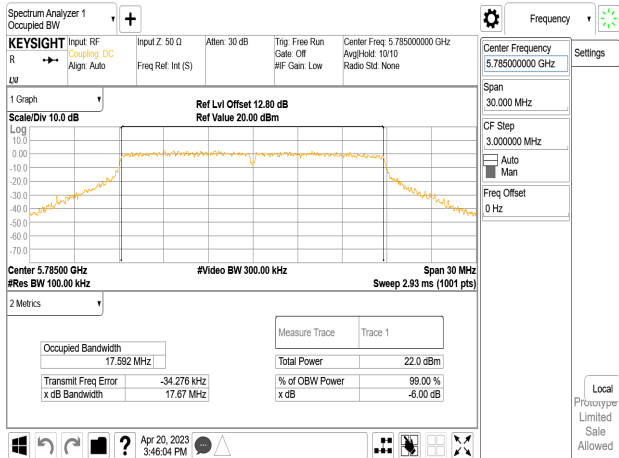 Spectrum Analyzer 1
Occupied BW
KEYSIGHT
R
LXI
Input: RF
Coupling: DC
Align: Auto
Input Z: 50 Ω
Freq Ref: Int (S)
Atten: 30 dB
Trig: Free Run
Gate: Off
#IF Gain: Low
Center Freq: 5.785000000 GHz
Avg|Hold: 10/10
Radio Std: None
1 Graph
Scale/Div 10.0 dB
Ref Lvl Offset 12.80 dB
Ref Value 20.00 dBm
Log
10.0
0.00
-10.0
-20.0
-30.0
-40.0
-50.0
-60.0
-70.0
Center 5.78500 GHz
#Res BW 100.00 kHz
#Video BW 300.00 kHz
Span 30 MHz
Sweep 2.93 ms (1001 pts)
2 Metrics
Measure Trace
Trace 1
Occupied Bandwidth
17.592 MHz
Total Power
22.0 dBm
Transmit Freq Error
-34.276 kHz
% of OBW Power
99.00 %
x dB Bandwidth
17.67 MHz
x dB
-6.00 dB
Apr 20, 2023
3:46:04 PM
?
Frequency
Center Frequency
5.785000000 GHz
Settings
Span
30.000 MHz
CF Step
3.000000 MHz
Auto
Man
Freq Offset
0 Hz
Local
Prototype
Limited
Sale
Allowed